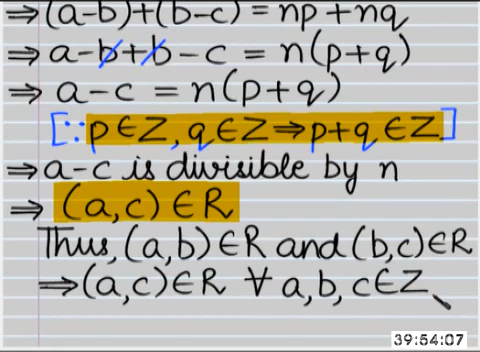 ⇒(a-b)+(b-c) = np+nq
⇒ a-b+b-c = n(p+q)
⇒ a-c = n(p+q)
[∵ p∈Z, q∈Z ⇒ p+q ∈Z]
⇒ a-c is divisible by n
⇒ (a,c) ∈R
Thus, (a,b)∈R and (b,c)∈R
⇒(a,c)∈R ∀ a,b,c∈Z
39:54:07